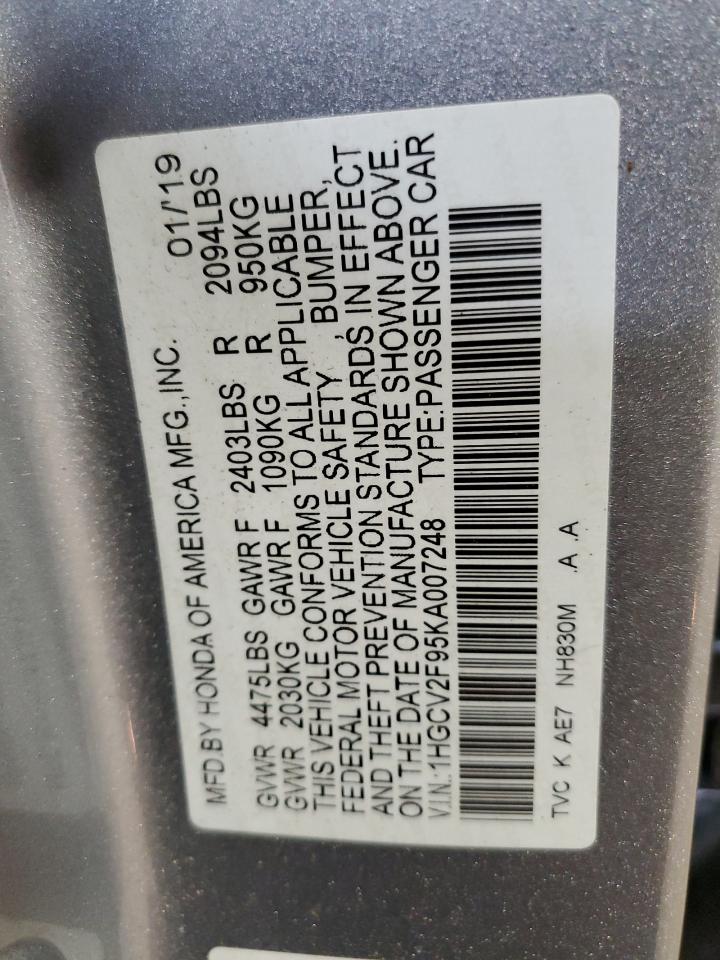 MFD.BY HONDA OF AMERICA MFG.,INC. 01/'19
GVWR 4475LBS GAWR F 2403LBS R 2094LBS
GVWR 2030KG GAWR F 1090KG R 950KG
THIS VEHICLE CONFORMS TO ALL APPLICABLE
FEDERAL MOTOR VEHICLE SAFETY , BUMPER,
AND THEFT PREVENTION STANDARDS IN EFFECT
ON THE DATE OF MANUFACTURE SHOWN ABOVE.
V.I.N.:1HGCV2F95KA007248 TYPE:PASSENGER CAR
TVC K AE7 NH830M .A .A